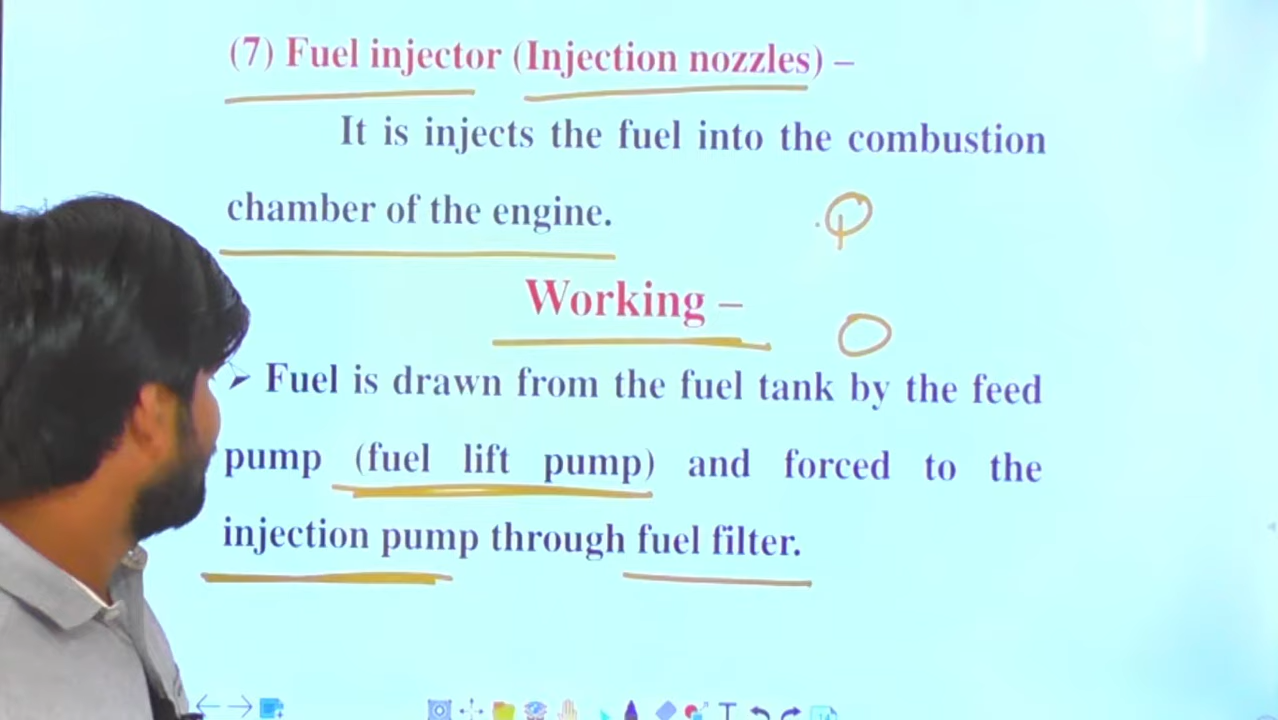 (7) Fuel injector (Injection nozzles) –
It is injects the fuel into the combustion
chamber of the engine.
Working –
➤ Fuel is drawn from the fuel tank by the feed
pump (fuel lift pump) and forced to the
injection pump through fuel filter.